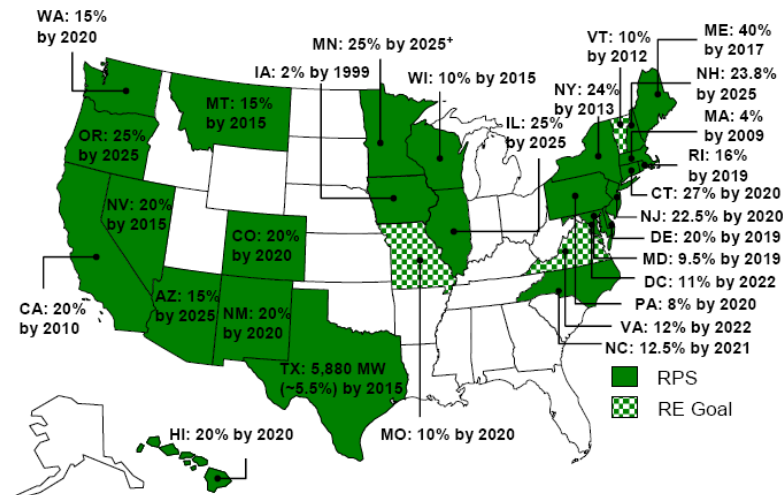 WA: 15%
by 2020
MN: 25% by 2025+
IA: 2% by 1999
WI: 10% by 2015
VT: 10%
by 2012
ME: 40%
by 2017
NY: 24%
by 2013
NH: 23.8%
by 2025
MT: 15%
by 2015
IL: 25%
by 2025
MA: 4%
by 2009
OR: 25%
by 2025
RI: 16%
by 2019
CT: 27% by 2020
NV: 20%
by 2015
NJ: 22.5% by 2020
CO: 20%
by 2020
DE: 20% by 2019
MD: 9.5% by 2019
DC: 11% by 2022
AZ: 15%
by 2025
NM: 20%
by 2020
CA: 20%
by 2010
PA: 8% by 2020
VA: 12% by 2022
NC: 12.5% by 2021
TX: 5,880 MW
(~5.5%) by 2015
RPS
RE Goal
HI: 20% by 2020
MO: 10% by 2020